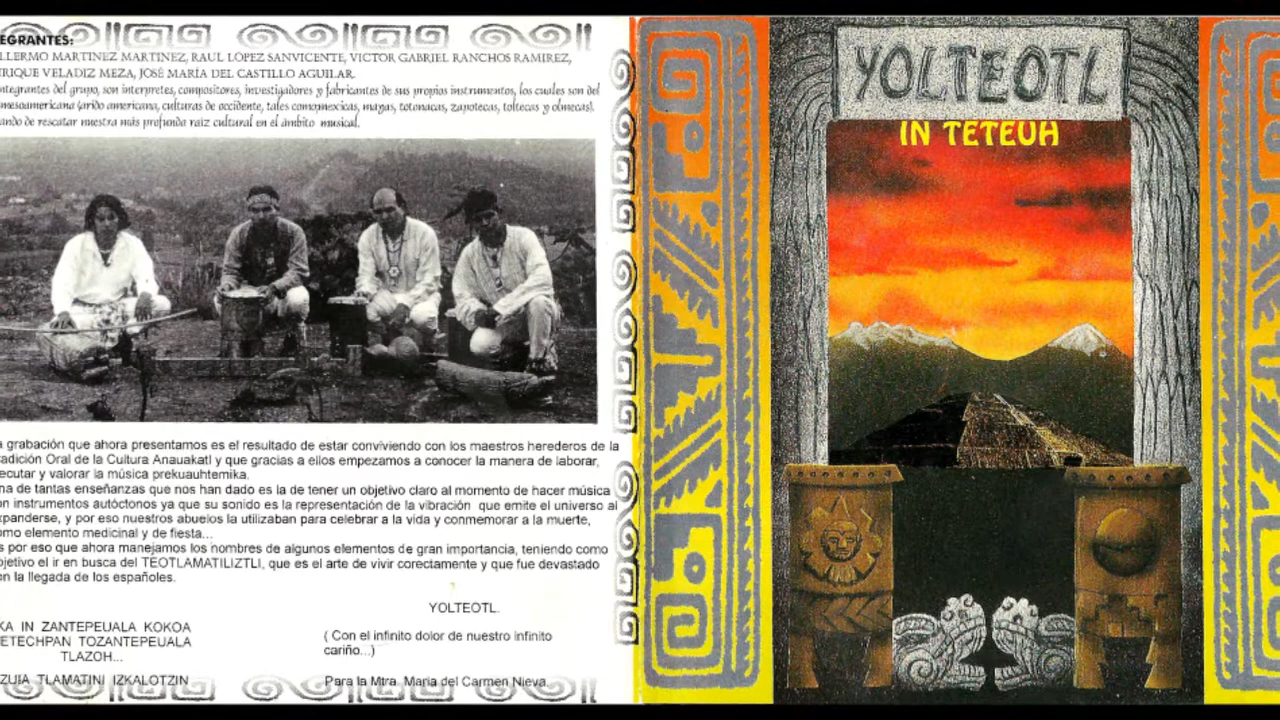 EGRANTES:
LLERMO MARTINEZ MARTINEZ, RAUL LOPEZ SANVICENTE, VICTOR GABRIEL RANCHOS RAMIREZ,
RIQUE VELADIZ MEZA, JOSÉ MARÍA DEL CASTILLO AGUILAR.
ntegrantes del grupo, son interpretes, compositores, investigadores y fabricantes de sus propios instrumentos, los cuales son del
mesoamericana (arido americana, culturas de occidente, tales como mexicas, mayas, totonacas, zapotecas, toltecas y olmecas).
ando de rescatar nuestra más profunda raiz cultural en el ámbito musical.
a grabación que ahora presentamos es el resultado de estar conviviendo con los maestros herederos de la
radición Oral de la Cultura Anauakatl y que gracias a ellos empezamos a conocer la manera de laborar,
ecutar y valorar la música prekuauhtemika.
na de tantas enseñanzas que nos han dado es la de tener un objetivo claro al momento de hacer música
on instrumentos autóctonos ya que su sonido es la representación de la vibración que emite el universo al
xpanderse, y por eso nuestros abuelos la utilizaban para celebrar a la vida y conmemorar a la muerte,
omo elemento medicinal y de fiesta...
s por eso que ahora manejamos los nombres de algunos elementos de gran importancia, teniendo como
bjetivo el ir en busca del TEOTLAMATILIZTLI, que es el arte de vivir corectamente y que fue devastado
on la llegada de los españoles.
YOLTEOTL.
KA IN ZANTEPEUALA KOKOA
ETECHPAN TOZANTEPEUALA
TLAZOH...
( Con el infinito dolor de nuestro infinito
cariño...)
ZUIA TLAMATINI IZKALOTZIN
Para la Mtra. Maria del Carmen Nieva.
YOLTEOTL
IN TETEUH